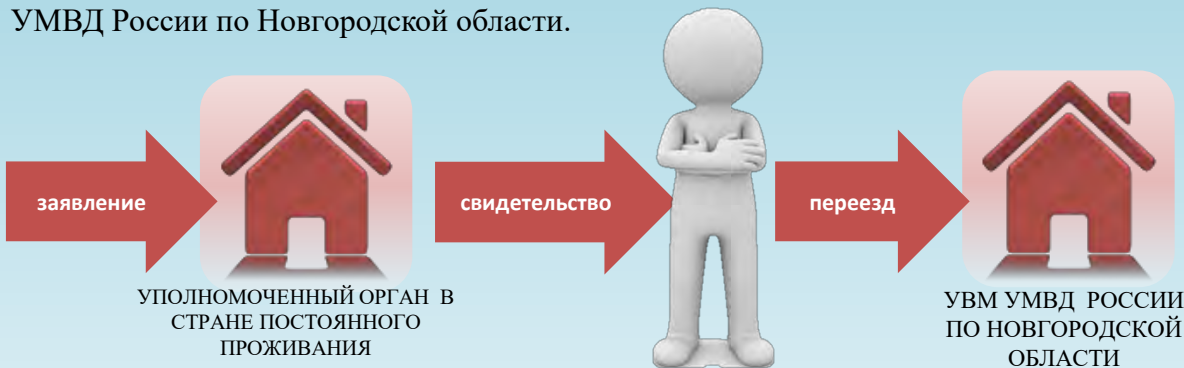 УМВД России по Новгородской области.
заявление
свидетельство
переезд
УПОЛНОМОЧЕННЫЙ ОРГАН В
СТРАНЕ ПОСТОЯННОГО
ПРОЖИВАНИЯ
УВМ УМВД РОССИИ
ПО НОВГОРОДСКОЙ
ОБЛАСТИ